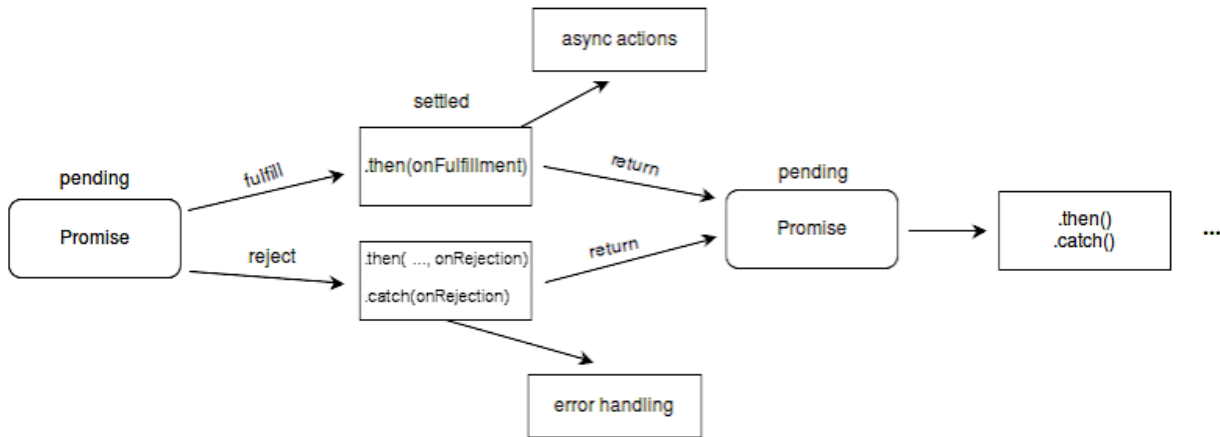 async actions
settled
.then(onFulfillment)
fulfill
return
pending
Promise
pending
Promise
.then()
.catch()
...
reject
.then( ..., onRejection)
.catch(onRejection)
return
error handling